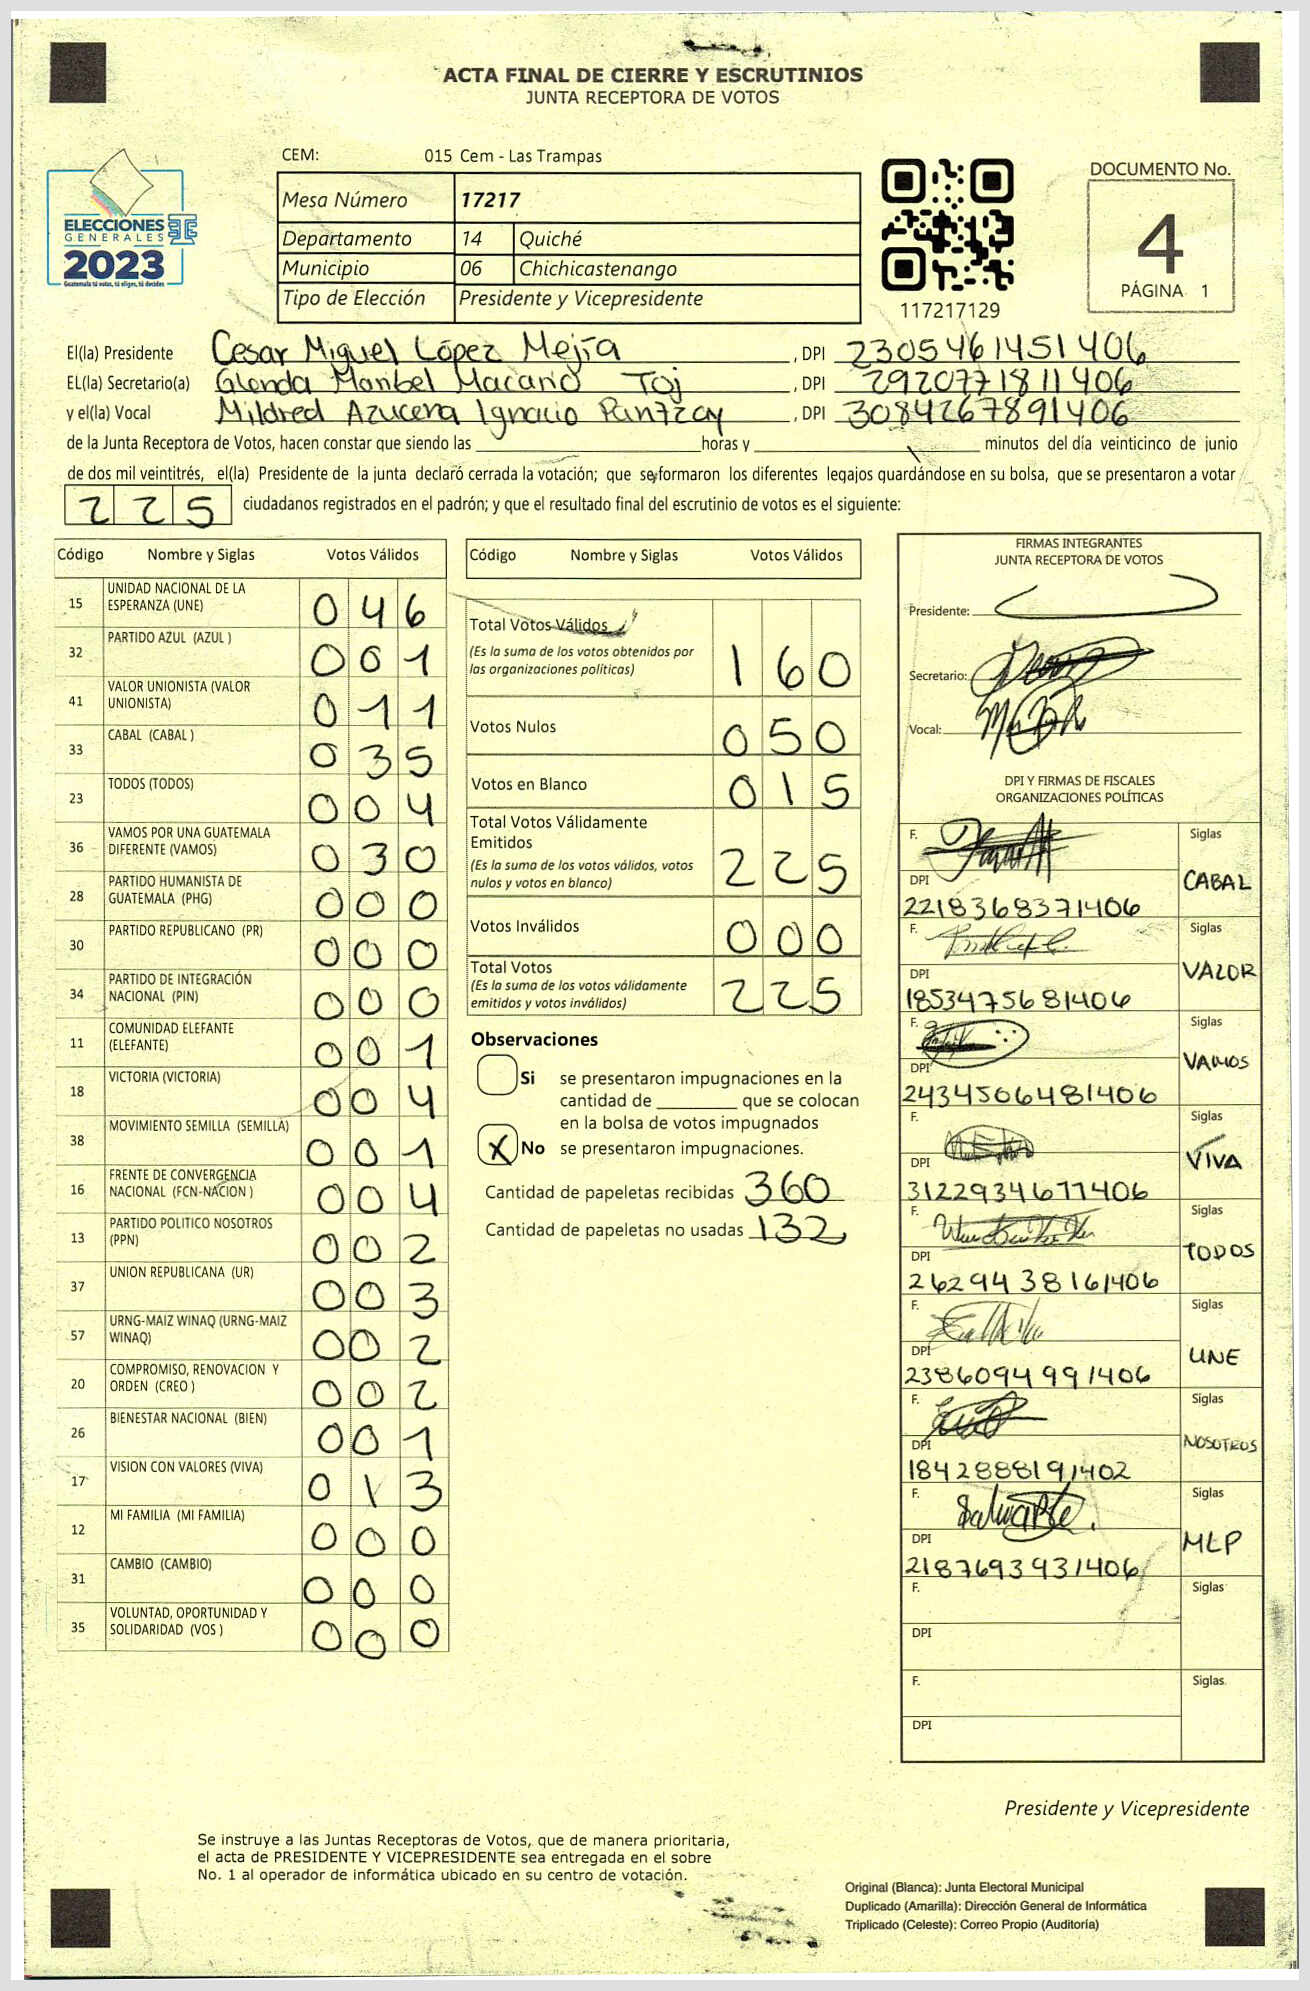 ACTA FINAL DE CIERRE Y ESCRUTINIOS
JUNTA RECEPTORA DE VOTOS
CEM: 015 Cem - Las Trampas
ELECCIONES
GENERALES
2023
Guatemala tú votas, tú eliges, tú decides
Mesa Número 17217
Departamento 14 Quiché
Municipio 06 Chichicastenango
Tipo de Elección Presidente y Vicepresidente
117217129
DOCUMENTO No.
4
PÁGINA 1
El(la) Presidente Cesar Miguel López Mejía , DPI 2305461451406
EL(la) Secretario(a) Glenda Maribel Macario Toj , DPI 2920771811406
y el(la) Vocal Mildred Azucena Ignacio Pantzay , DPI 3084267891406
de la Junta Receptora de Votos, hacen constar que siendo las horas y minutos del día veinticinco de junio
de dos mil veintitrés, el(la) Presidente de la junta declaró cerrada la votación; que se formaron los diferentes legajos guardándose en su bolsa, que se presentaron a votar
225 ciudadanos registrados en el padrón; y que el resultado final del escrutinio de votos es el siguiente:
Código Nombre y Siglas Votos Válidos
15 UNIDAD NACIONAL DE LA ESPERANZA (UNE) 046
32 PARTIDO AZUL (AZUL ) 001
41 VALOR UNIONISTA (VALOR UNIONISTA) 011
33 CABAL (CABAL ) 035
23 TODOS (TODOS) 004
36 VAMOS POR UNA GUATEMALA DIFERENTE (VAMOS) 030
28 PARTIDO HUMANISTA DE GUATEMALA (PHG) 000
30 PARTIDO REPUBLICANO (PR) 000
34 PARTIDO DE INTEGRACIÓN NACIONAL (PIN) 000
11 COMUNIDAD ELEFANTE (ELEFANTE) 001
18 VICTORIA (VICTORIA) 004
38 MOVIMIENTO SEMILLA (SEMILLA) 001
16 FRENTE DE CONVERGENCIA NACIONAL (FCN-NACION ) 004
13 PARTIDO POLITICO NOSOTROS (PPN) 002
37 UNION REPUBLICANA (UR) 003
57 URNG-MAIZ WINAQ (URNG-MAIZ WINAQ) 002
20 COMPROMISO, RENOVACION Y ORDEN (CREO ) 002
26 BIENESTAR NACIONAL (BIEN) 001
17 VISION CON VALORES (VIVA) 013
12 MI FAMILIA (MI FAMILIA) 000
31 CAMBIO (CAMBIO) 000
35 VOLUNTAD, OPORTUNIDAD Y SOLIDARIDAD (VOS ) 000
Código Nombre y Siglas Votos Válidos
Total Votos Válidos 160
(Es la suma de los votos obtenidos por
las organizaciones políticas)
Votos Nulos 050
Votos en Blanco 015
Total Votos Válidamente
Emitidos 225
(Es la suma de los votos válidos, votos
nulos y votos en blanco)
Votos Inválidos 000
Total Votos 225
(Es la suma de los votos válidamente
emitidos y votos inválidos)
Observaciones
Si se presentaron impugnaciones en la
cantidad de que se colocan
en la bolsa de votos impugnados
X No se presentaron impugnaciones.
Cantidad de papeletas recibidas 360
Cantidad de papeletas no usadas 132
FIRMAS INTEGRANTES
JUNTA RECEPTORA DE VOTOS
Presidente:
Secretario:
Vocal:
DPI Y FIRMAS DE FISCALES
ORGANIZACIONES POLÍTICAS
F. Siglas
DPI CABAL
2218368371406
F. Siglas
DPI VALOR
1853475681406
F. Siglas
DPI VAMOS
2434506481406
F. Siglas
DPI VIVA
3122934677406
F. Siglas
DPI TODOS
2629438161406
F. Siglas
DPI UNE
2386094991406
F. Siglas
DPI NOSOTROS
1842888191402
F. Siglas
DPI MLP
2187693931406
F. Siglas
DPI
F. Siglas
DPI
Presidente y Vicepresidente
Se instruye a las Juntas Receptoras de Votos, que de manera prioritaria,
el acta de PRESIDENTE Y VICEPRESIDENTE sea entregada en el sobre
No. 1 al operador de informática ubicado en su centro de votación.
Original (Blanca): Junta Electoral Municipal
Duplicado (Amarilla): Dirección General de Informática
Triplicado (Celeste): Correo Propio (Auditoría)